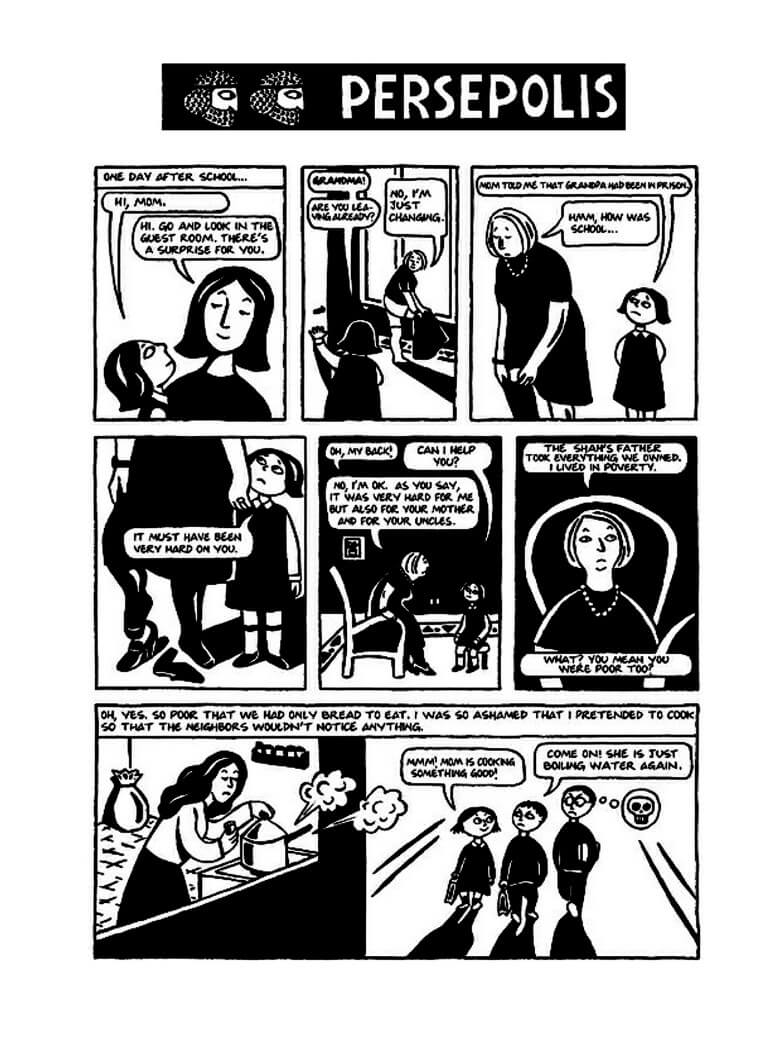 PERSEPOLIS
ONE DAY AFTER SCHOOL...
HI, MOM.
HI. GO AND LOOK IN THE
GUEST ROOM. THERE'S
A SURPRISE FOR YOU.
GRANDMA!
ARE YOU LEA-
VING ALREADY?
NO, I'M
JUST
CHANGING.
MOM TOLD ME THAT GRANDPA HAD BEEN IN PRISON.
HMM, HOW WAS
SCHOOL...
IT MUST HAVE BEEN
VERY HARD ON YOU.
OH, MY BACK!
CAN I HELP
YOU?
NO, I'M OK. AS YOU SAY,
IT WAS VERY HARD FOR ME
BUT ALSO FOR YOUR MOTHER
AND FOR YOUR UNCLES.
THE SHAH'S FATHER
TOOK EVERYTHING WE OWNED.
I LIVED IN POVERTY.
WHAT? YOU MEAN YOU
WERE POOR TOO?
OH, YES. SO POOR THAT WE HAD ONLY BREAD TO EAT. I WAS SO ASHAMED THAT I PRETENDED TO COOK
SO THAT THE NEIGHBORS WOULDN'T NOTICE ANYTHING.
MMM! MOM IS COOKING
SOMETHING GOOD!
COME ON! SHE IS JUST
BOILING WATER AGAIN.